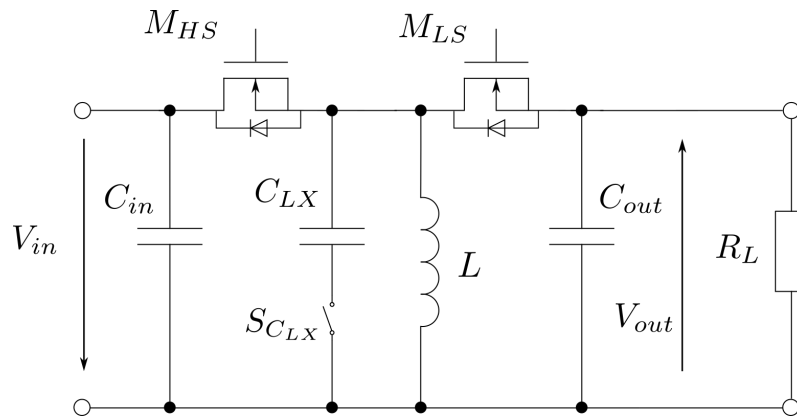 M_{HS}
M_{LS}
C_{in}
C_{LX}
C_{out}
V_{in}
L
R_L
S_{C_{LX}}
V_{out}